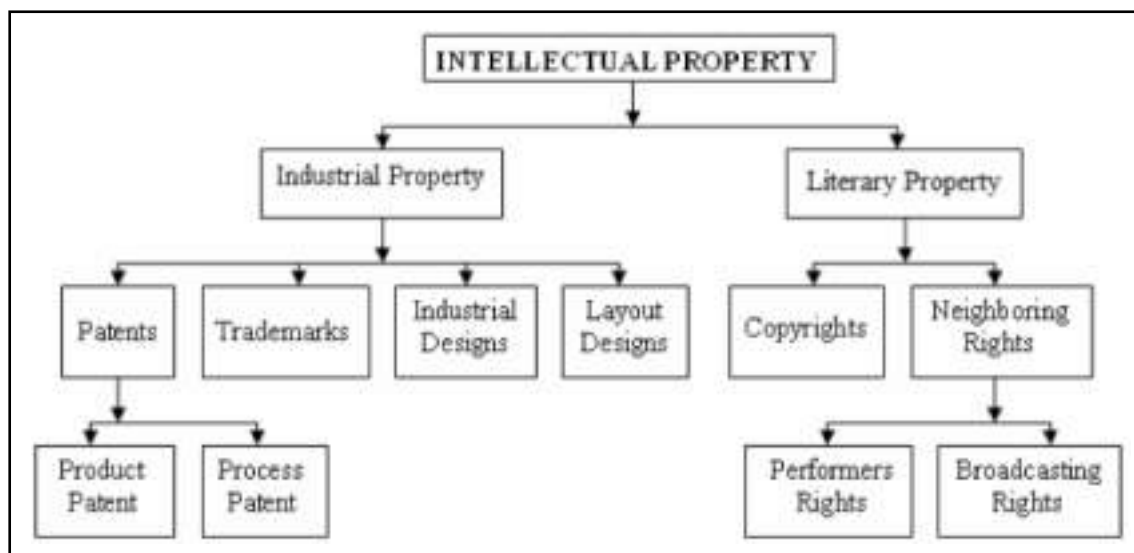 INTELLECTUAL PROPERTY
Industrial Property
Literary Property
Patents
Trademarks
Industrial
Designs
Layout
Designs
Copyrights
Neighboring
Rights
Product
Patent
Process
Patent
Performers
Rights
Broadcasting
Rights